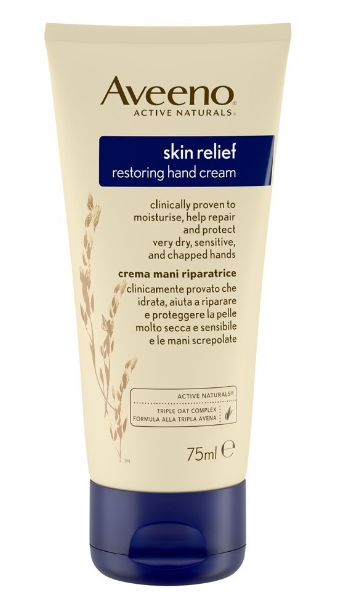 Aveeno®
ACTIVE NATURALS®
skin relief
restoring hand cream
clinically proven to
moisturise, help repair
and protect
very dry, sensitive,
and chapped hands
crema mani riparatrice
clinicamente provato che
idrata, aiuta a riparare
e proteggere la pelle
molto secca e sensibile
e le mani screpolate
ACTIVE NATURALS®
TRIPLE OAT COMPLEX
FORMULA ALLA TRIPLA AVENA
75ml ℮